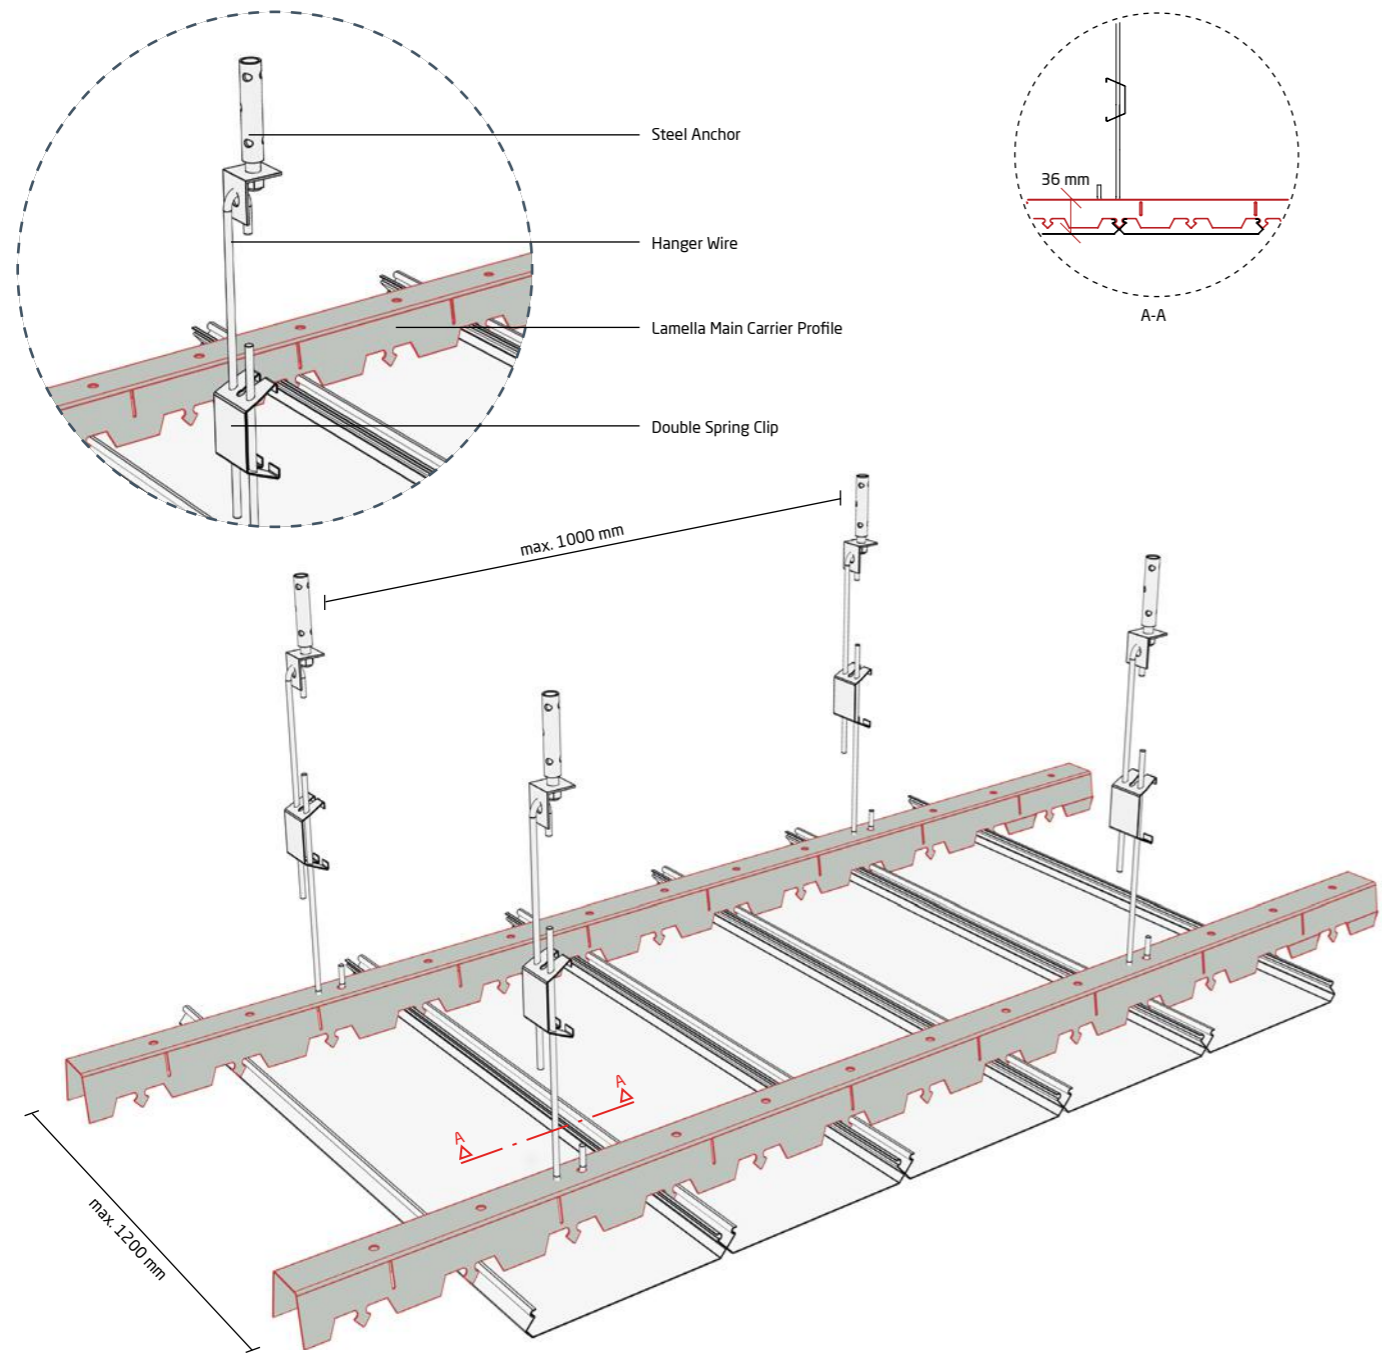 Steel Anchor
36 mm
Hanger Wire
A-A
Lamella Main Carrier Profile
Double Spring Clip
max. 1000 mm
A
A
max. 1200 mm